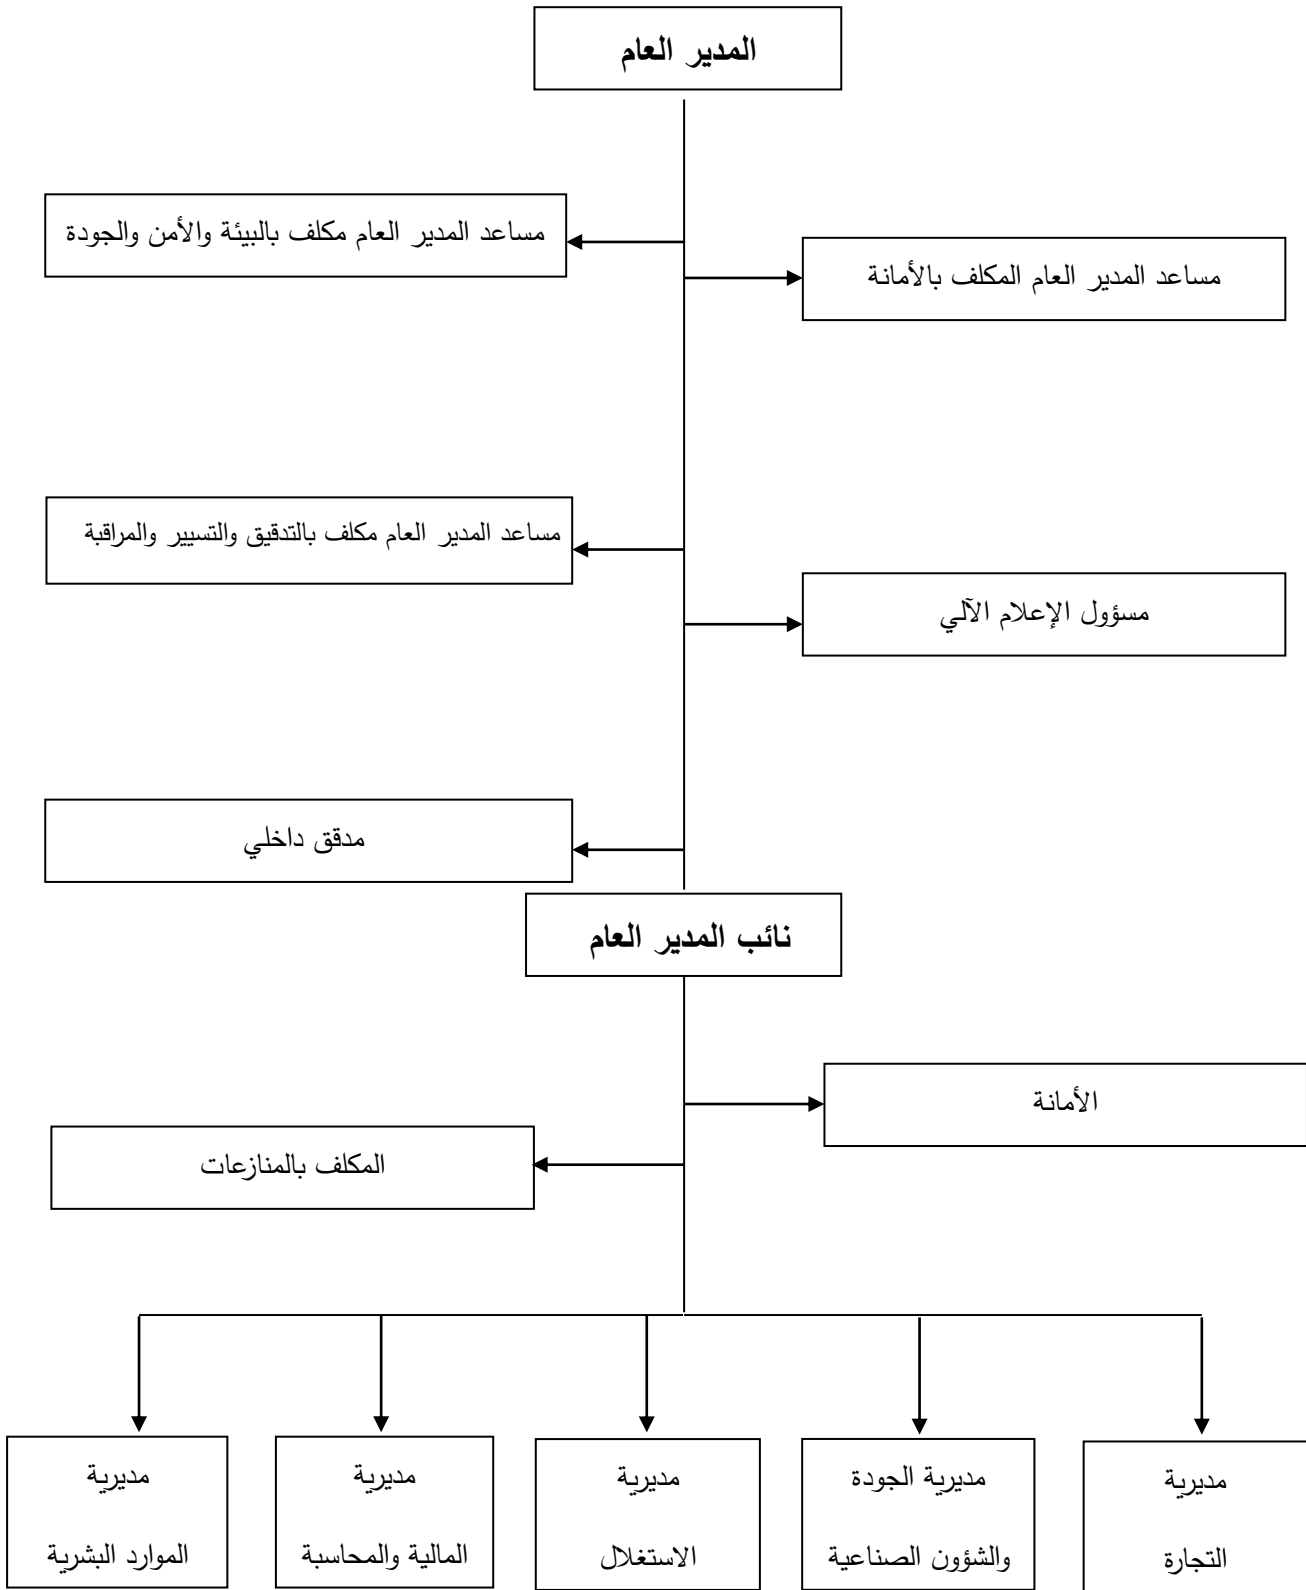 المدير العام
مساعد المدير العام مكلف بالبيئة والأمن والجودة
مساعد المدير العام المكلف بالأمانة
مساعد المدير العام مكلف بالتدقيق والتسيير والمراقبة
مسؤول الإعلام الآلي
مدقق داخلي
نائب المدير العام
الأمانة
المكلف بالمنازعات
مديرية
التجارة
مديرية الجودة
والشؤون الصناعية
مديرية
الاستغلال
مديرية
المالية والمحاسبة
مديرية
الموارد البشرية